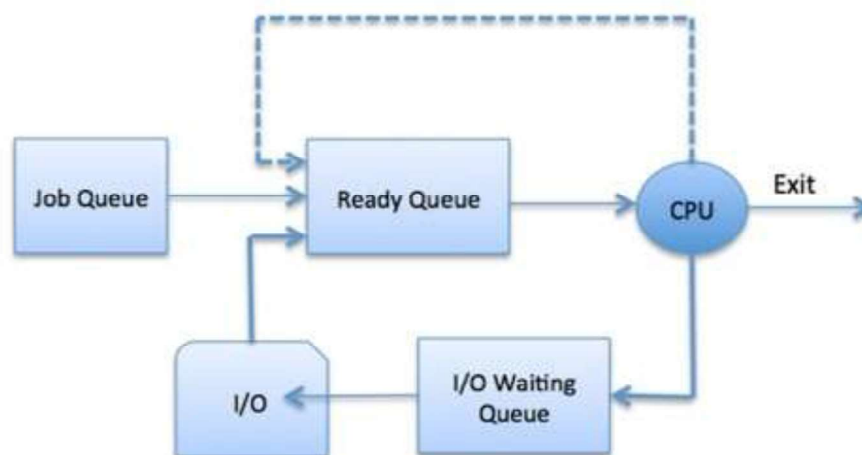 Job Queue
Ready Queue
CPU
Exit
I/O
I/O Waiting
Queue